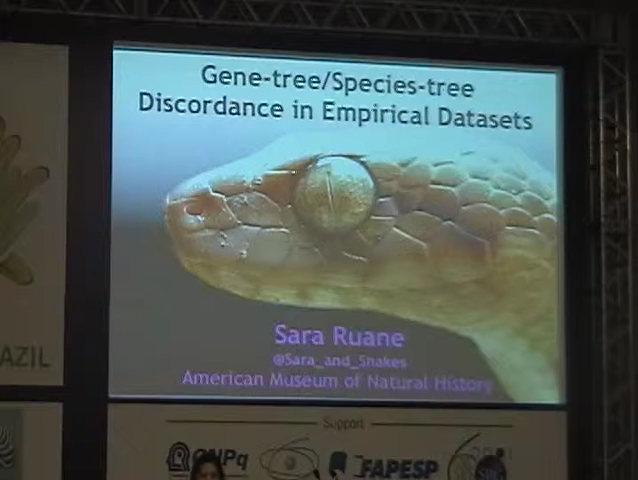 Gene-tree/Species-tree
Discordance in Empirical Datasets
Sara Ruane
@Sara_and_Snakes
American Museum of Natural History
AZIL
Support
CNPq
FAPESP